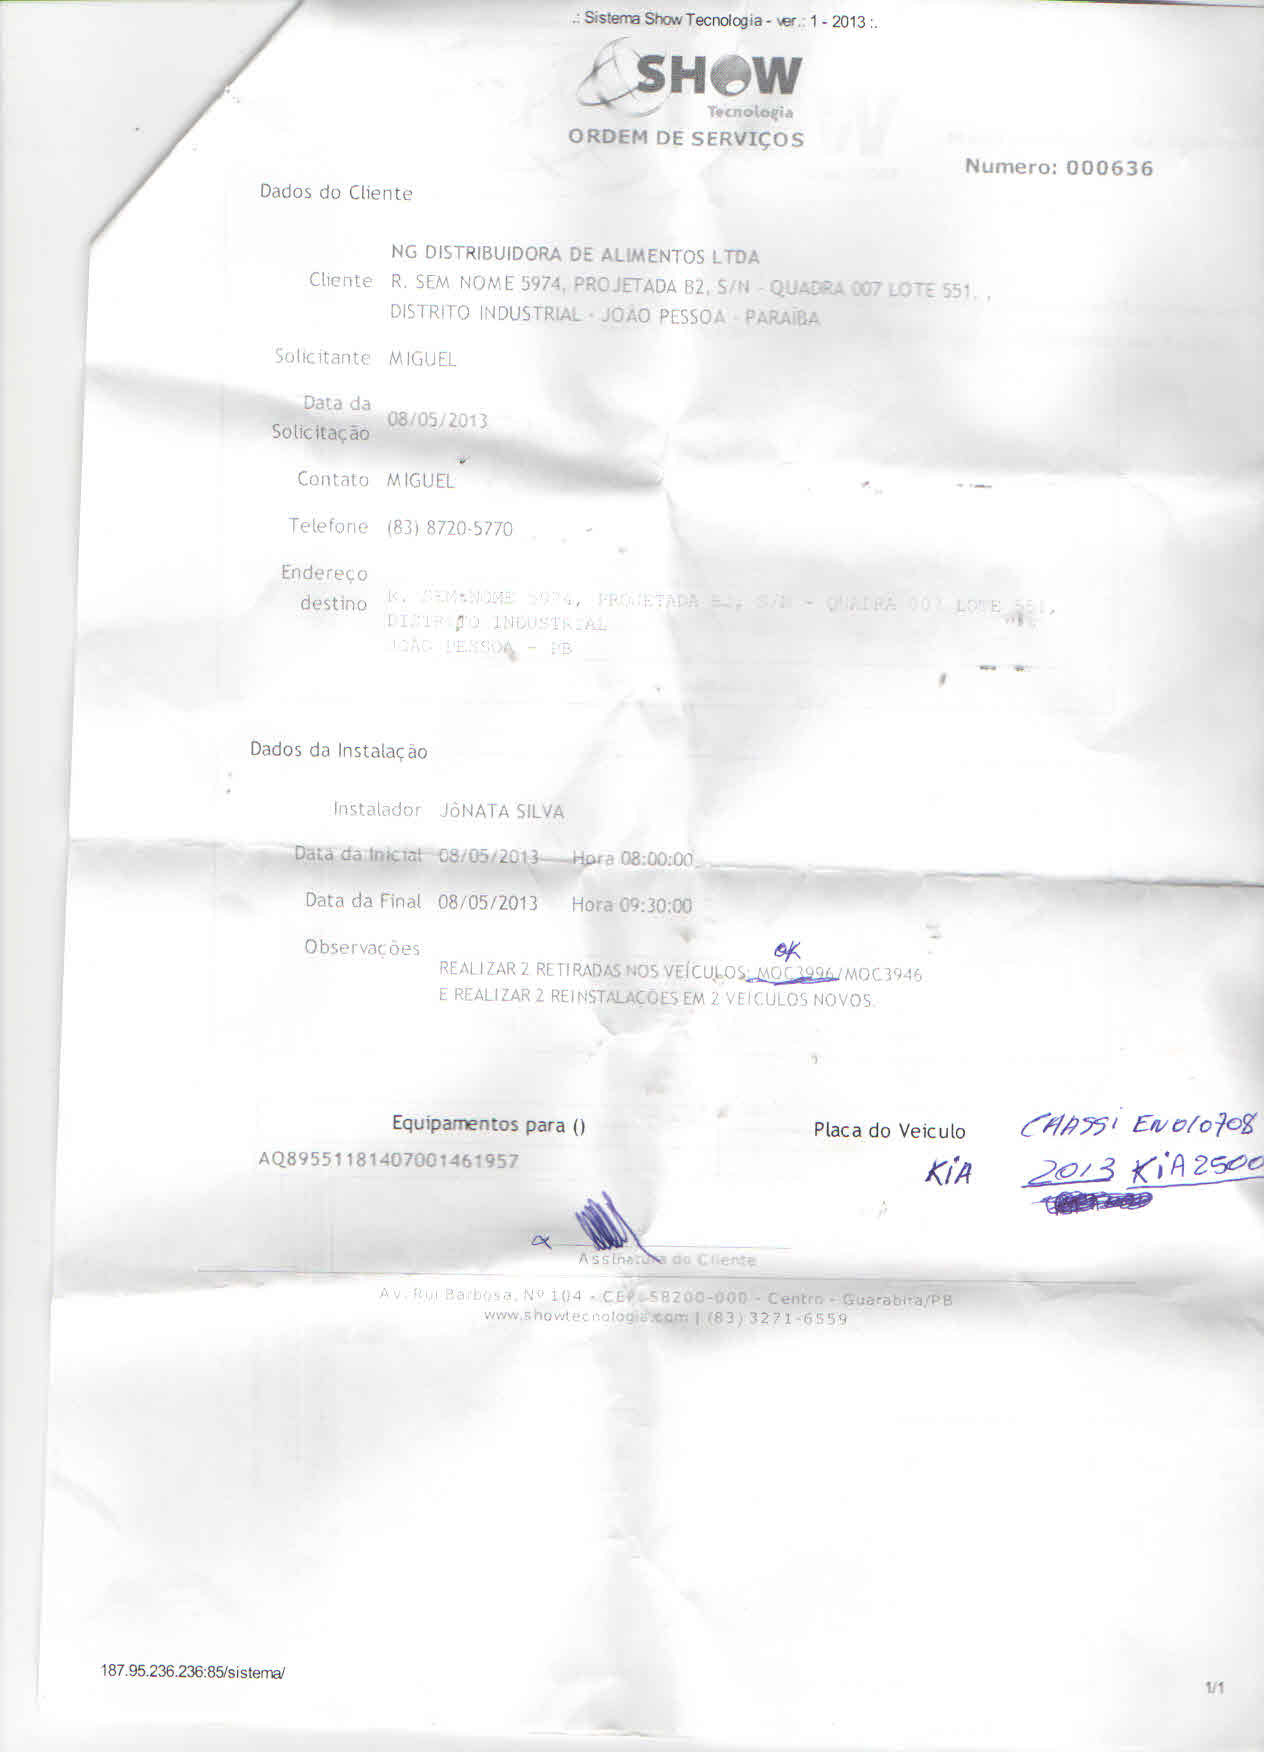 .: Sistema Show Tecnologia - ver.: 1 - 2013 :.
SHOW
Tecnologia
ORDEM DE SERVIÇOS
Numero: 000636
Dados do Cliente
NG DISTRIBUIDORA DE ALIMENTOS LTDA
Cliente R. SEM NOME 5974, PROJETADA B2, S/N - QUADRA 007 LOTE 551, ,
DISTRITO INDUSTRIAL - JOÃO PESSOA - PARAÍBA
Solicitante MIGUEL
Data da
Solicitação 08/05/2013
Contato MIGUEL
Telefone (83) 8720-5770
Endereço
destino R. SEM NOME 5974, PROJETADA B2, S/N - QUADRA 007 LOTE 551,
DISTRITO INDUSTRIAL
JOÃO PESSOA - PB
Dados da Instalação
Instalador JôNATA SILVA
Data da Inicial 08/05/2013 Hora 08:00:00
Data da Final 08/05/2013 Hora 09:30:00
Observações
OK
REALIZAR 2 RETIRADAS NOS VEÍCULOS: MOC3996/MOC3946
E REALIZAR 2 REINSTALAÇÕES EM 2 VEICULOS NOVOS.
Equipamentos para () Placa do Veiculo CHASSi EN010708
AQ89551181407001461957 KiA 2013 KiA2500
Assinatura do Cliente
Av. Rui Barbosa, Nº 104 - CEP: 58200-000 - Centro - Guarabira/PB
www.showtecnologia.com | (83) 3271-6559
187.95.236.236:85/sistema/
1/1